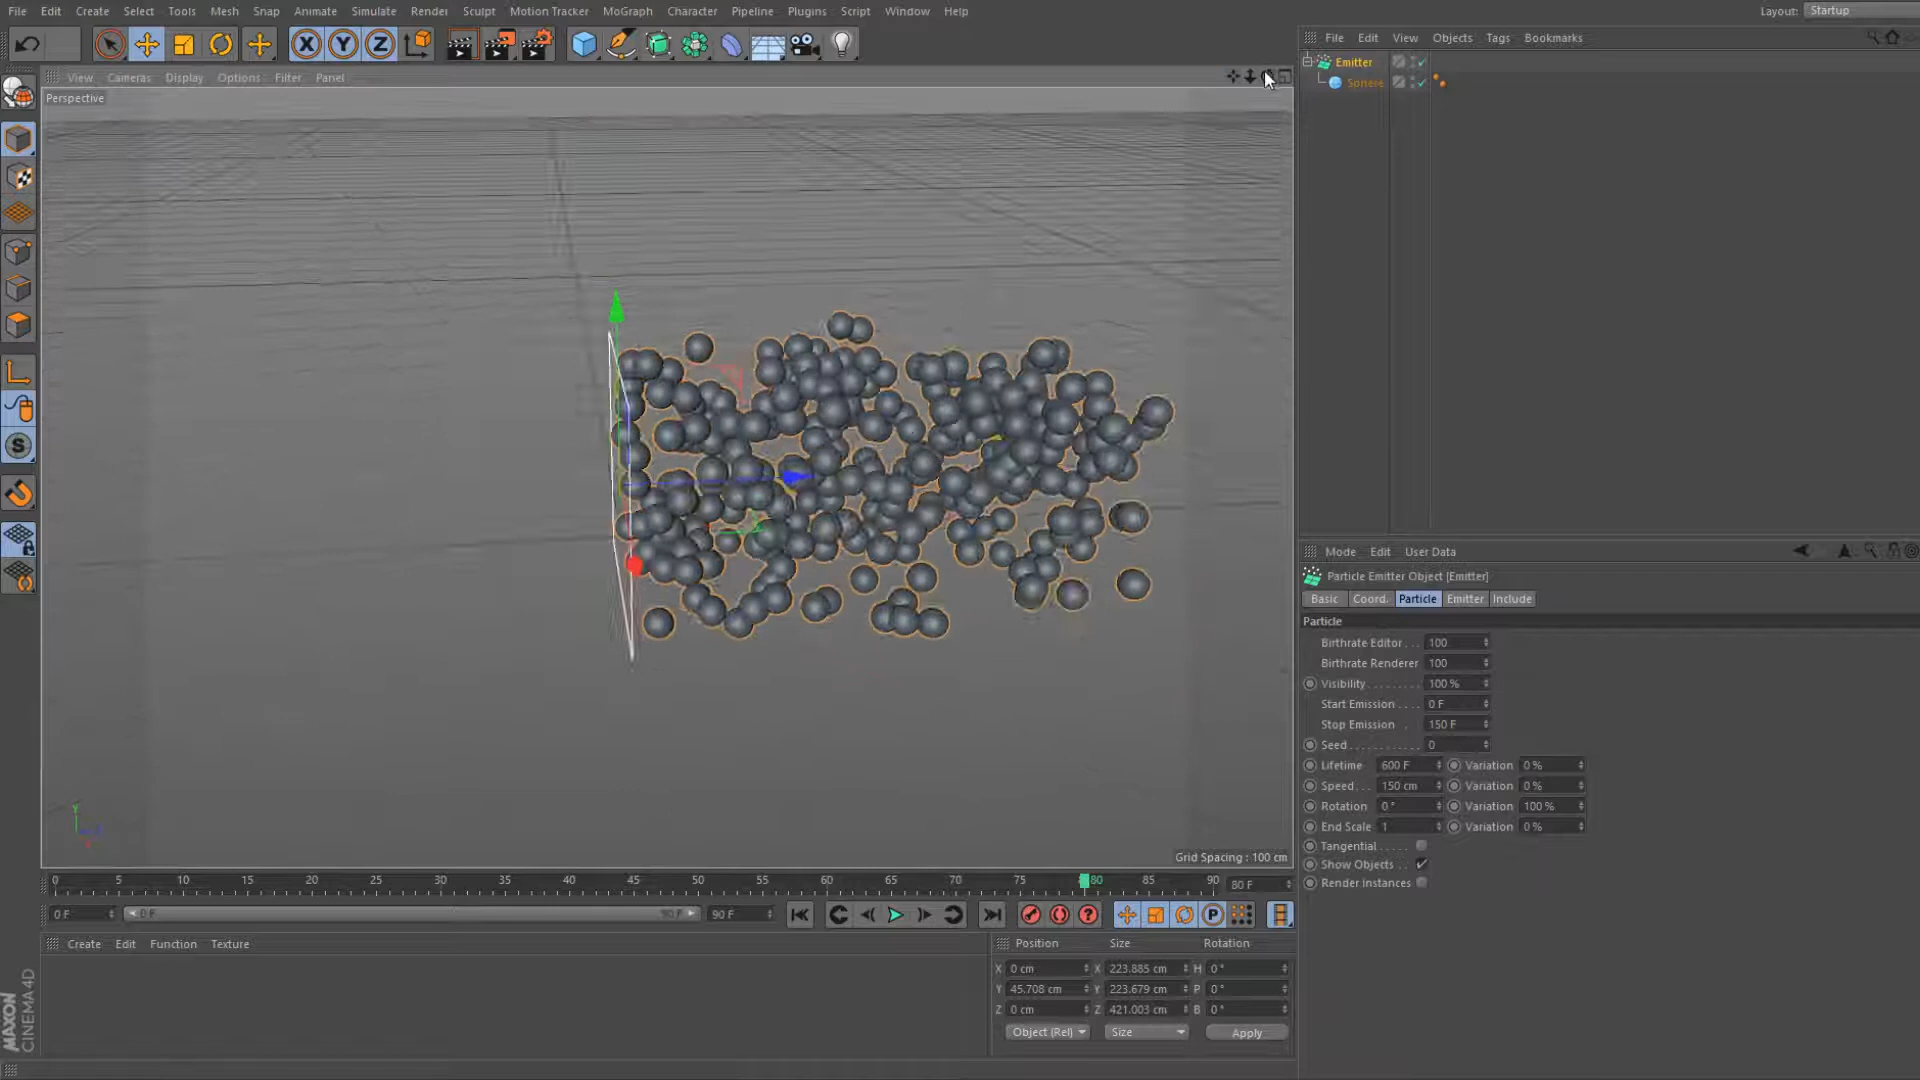 File Edit Create Select Tools Mesh Snap Animate Simulate Render Sculpt Motion Tracker MoGraph Character Pipeline Plugins Script Window Help Layout: Startup
File Edit View Objects Tags Bookmarks
Emitter
Sphere
View Cameras Display Options Filter Panel
Perspective
X Y Z
S
Mode Edit User Data
Particle Emitter Object [Emitter]
Basic Coord. Particle Emitter Include
Particle
Birthrate Editor . . . 100
Birthrate Renderer 100
Visibility . . . . . . . . 100 %
Start Emission . . . . 0 F
Stop Emission . 150 F
Seed . . . . . . . . . . . 0
Lifetime 600 F Variation 0 %
Speed . . . 150 cm Variation 0 %
Rotation 0 ° Variation 100 %
End Scale 1 Variation 0 %
Tangential . . . . .
Show Objects . .
Render Instances
Y
Grid Spacing : 100 cm
0 5 10 15 20 25 30 35 40 45 50 55 60 65 70 75 80 85 90 80 F
0 F 0 F 90 F 90 F
P
Create Edit Function Texture
Position Size Rotation
X 0 cm X 223.885 cm H 0 °
Y 45.708 cm Y 223.679 cm P 0 °
Z 0 cm Z 421.003 cm B 0 °
Object (Rel) Size Apply
MAXON
CINEMA 4D